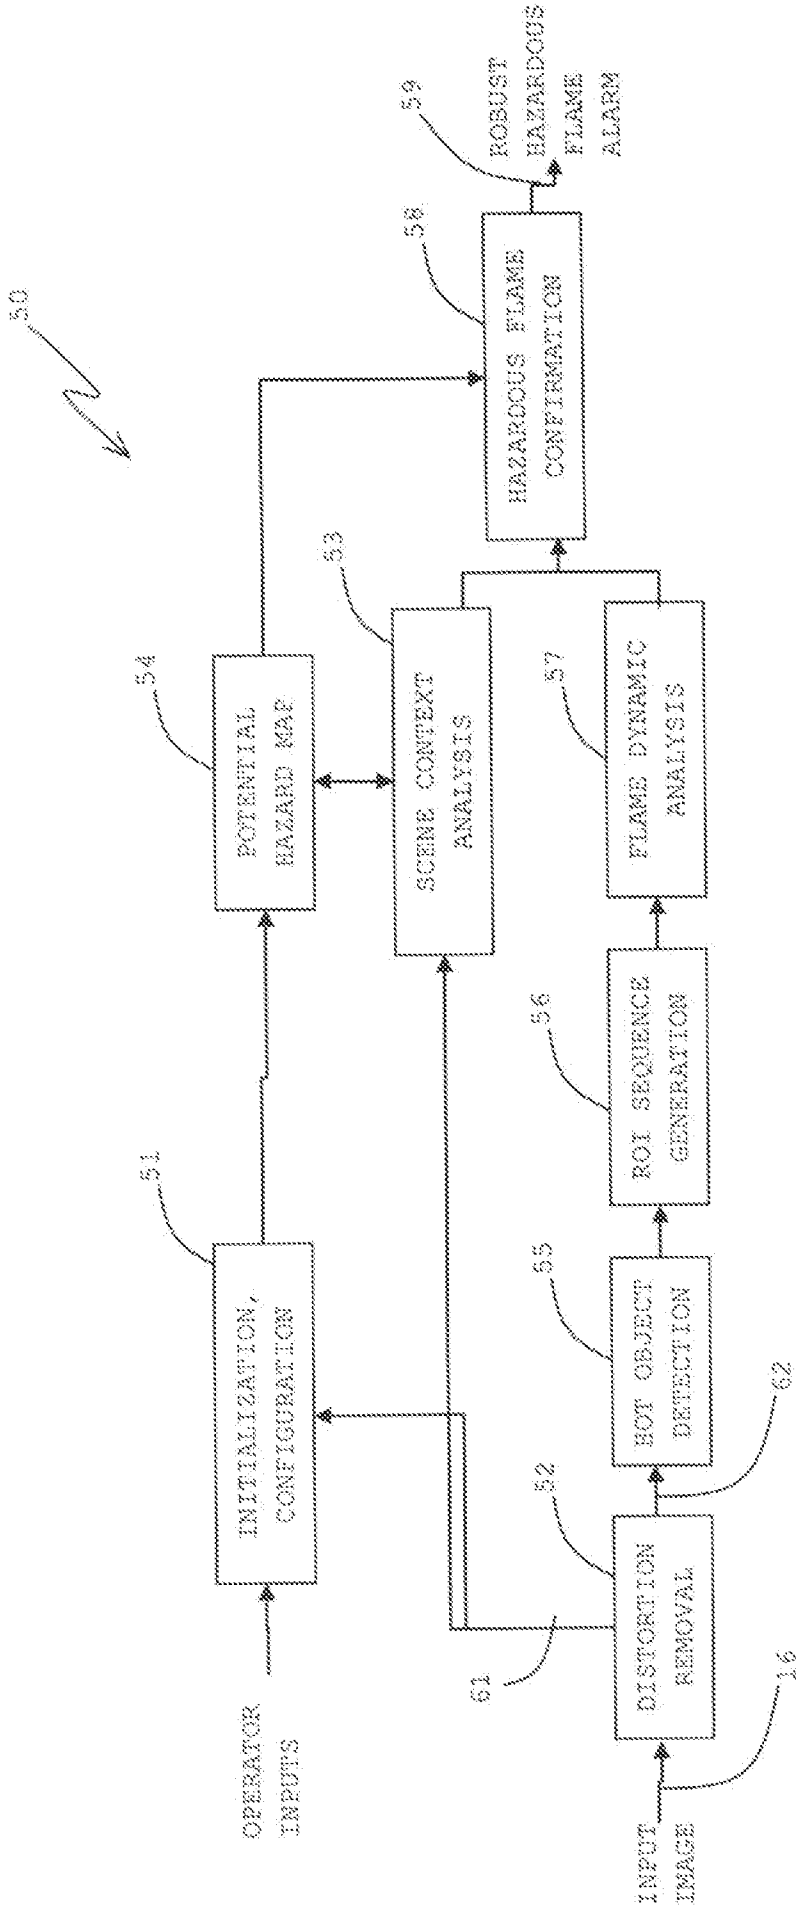 50
OPERATOR
INPUTS
INITIALIZATION,
CONFIGURATION
51
POTENTIAL
HAZARD MAP
54
SCENE CONTEXT
ANALYSIS
53
INPUT
IMAGE
16
DISTORTION
REMOVAL
52
61
62
HOT OBJECT
DETECTION
55
ROI SEQUENCE
GENERATION
56
FLAME DYNAMIC
ANALYSIS
57
HAZARDOUS FLAME
CONFIRMATION
58
59
ROBUST
HAZARDOUS
FLAME
ALARM